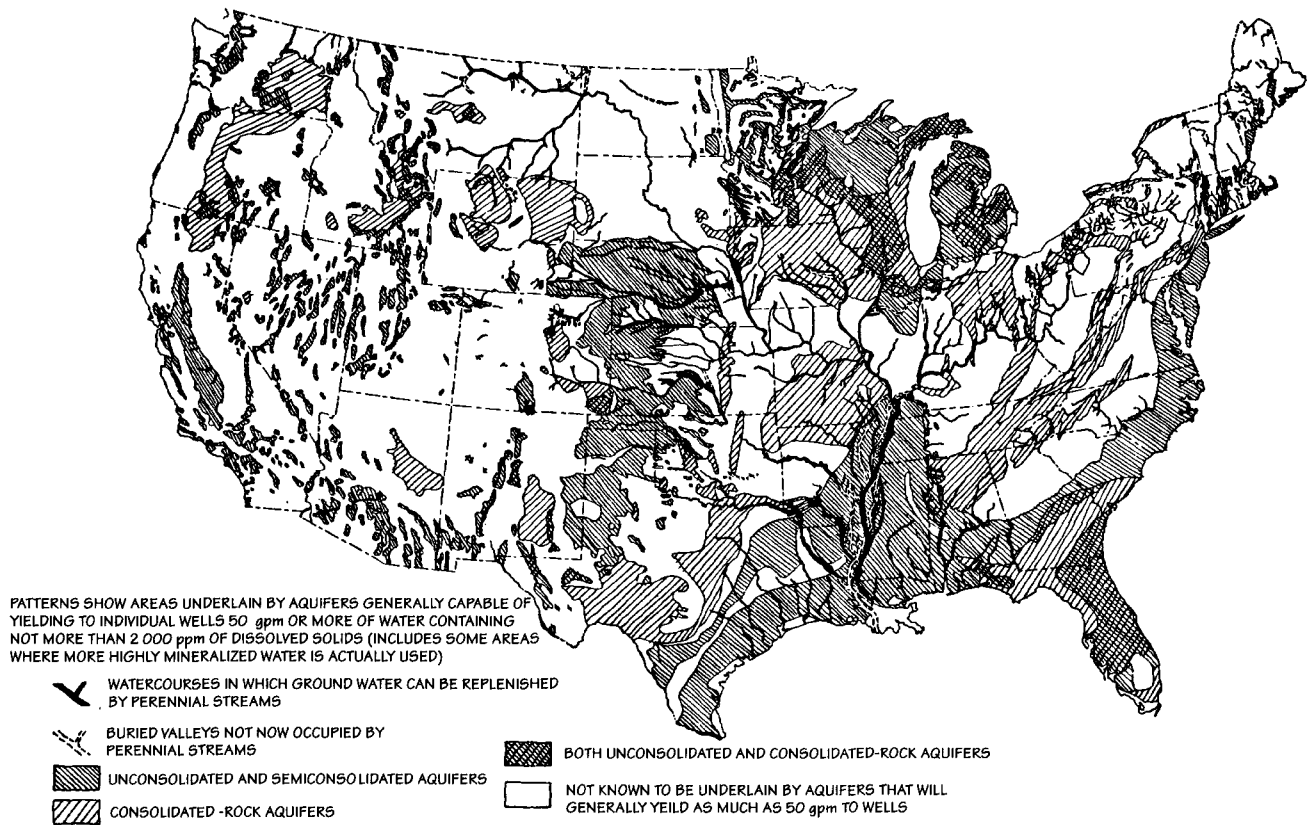 PATTERNS SHOW AREAS UNDERLAIN BY AQUIFERS GENERALLY CAPABLE OF
YIELDING TO INDIVIDUAL WELLS 50 gpm OR MORE OF WATER CONTAINING
NOT MORE THAN 2 000 ppm OF DISSOLVED SOLIDS (INCLUDES SOME AREAS
WHERE MORE HIGHLY MINERALIZED WATER IS ACTUALLY USED)
WATERCOURSES IN WHICH GROUND WATER CAN BE REPLENISHED
BY PERENNIAL STREAMS
BURIED VALLEYS NOT NOW OCCUPIED BY
PERENNIAL STREAMS
UNCONSOLIDATED AND SEMICONSOLIDATED AQUIFERS
CONSOLIDATED -ROCK AQUIFERS
BOTH UNCONSOLIDATED AND CONSOLIDATED-ROCK AQUIFERS
NOT KNOWN TO BE UNDERLAIN BY AQUIFERS THAT WILL
GENERALLY YEILD AS MUCH AS 50 gpm TO WELLS